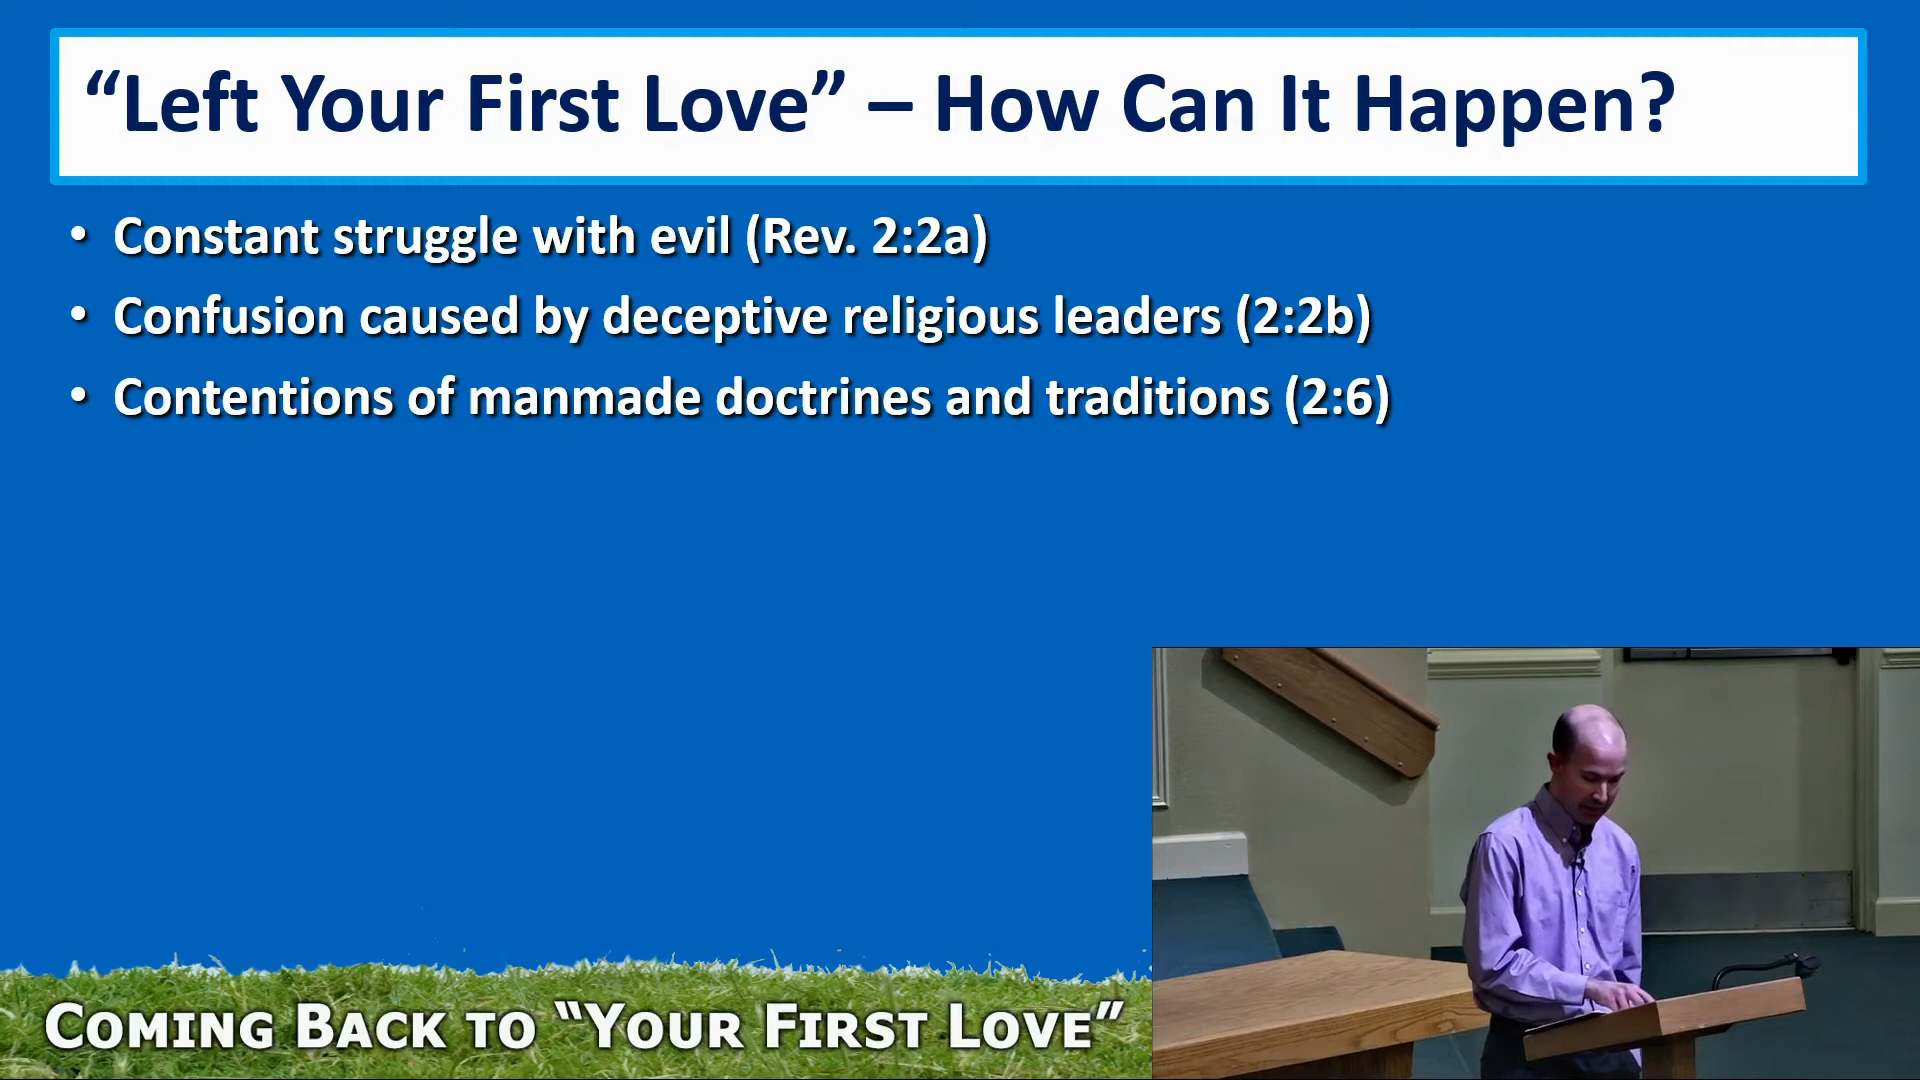 “Left Your First Love” – How Can It Happen?
• Constant struggle with evil (Rev. 2:2a)
• Confusion caused by deceptive religious leaders (2:2b)
• Contentions of manmade doctrines and traditions (2:6)
Coming Back to “Your First Love”